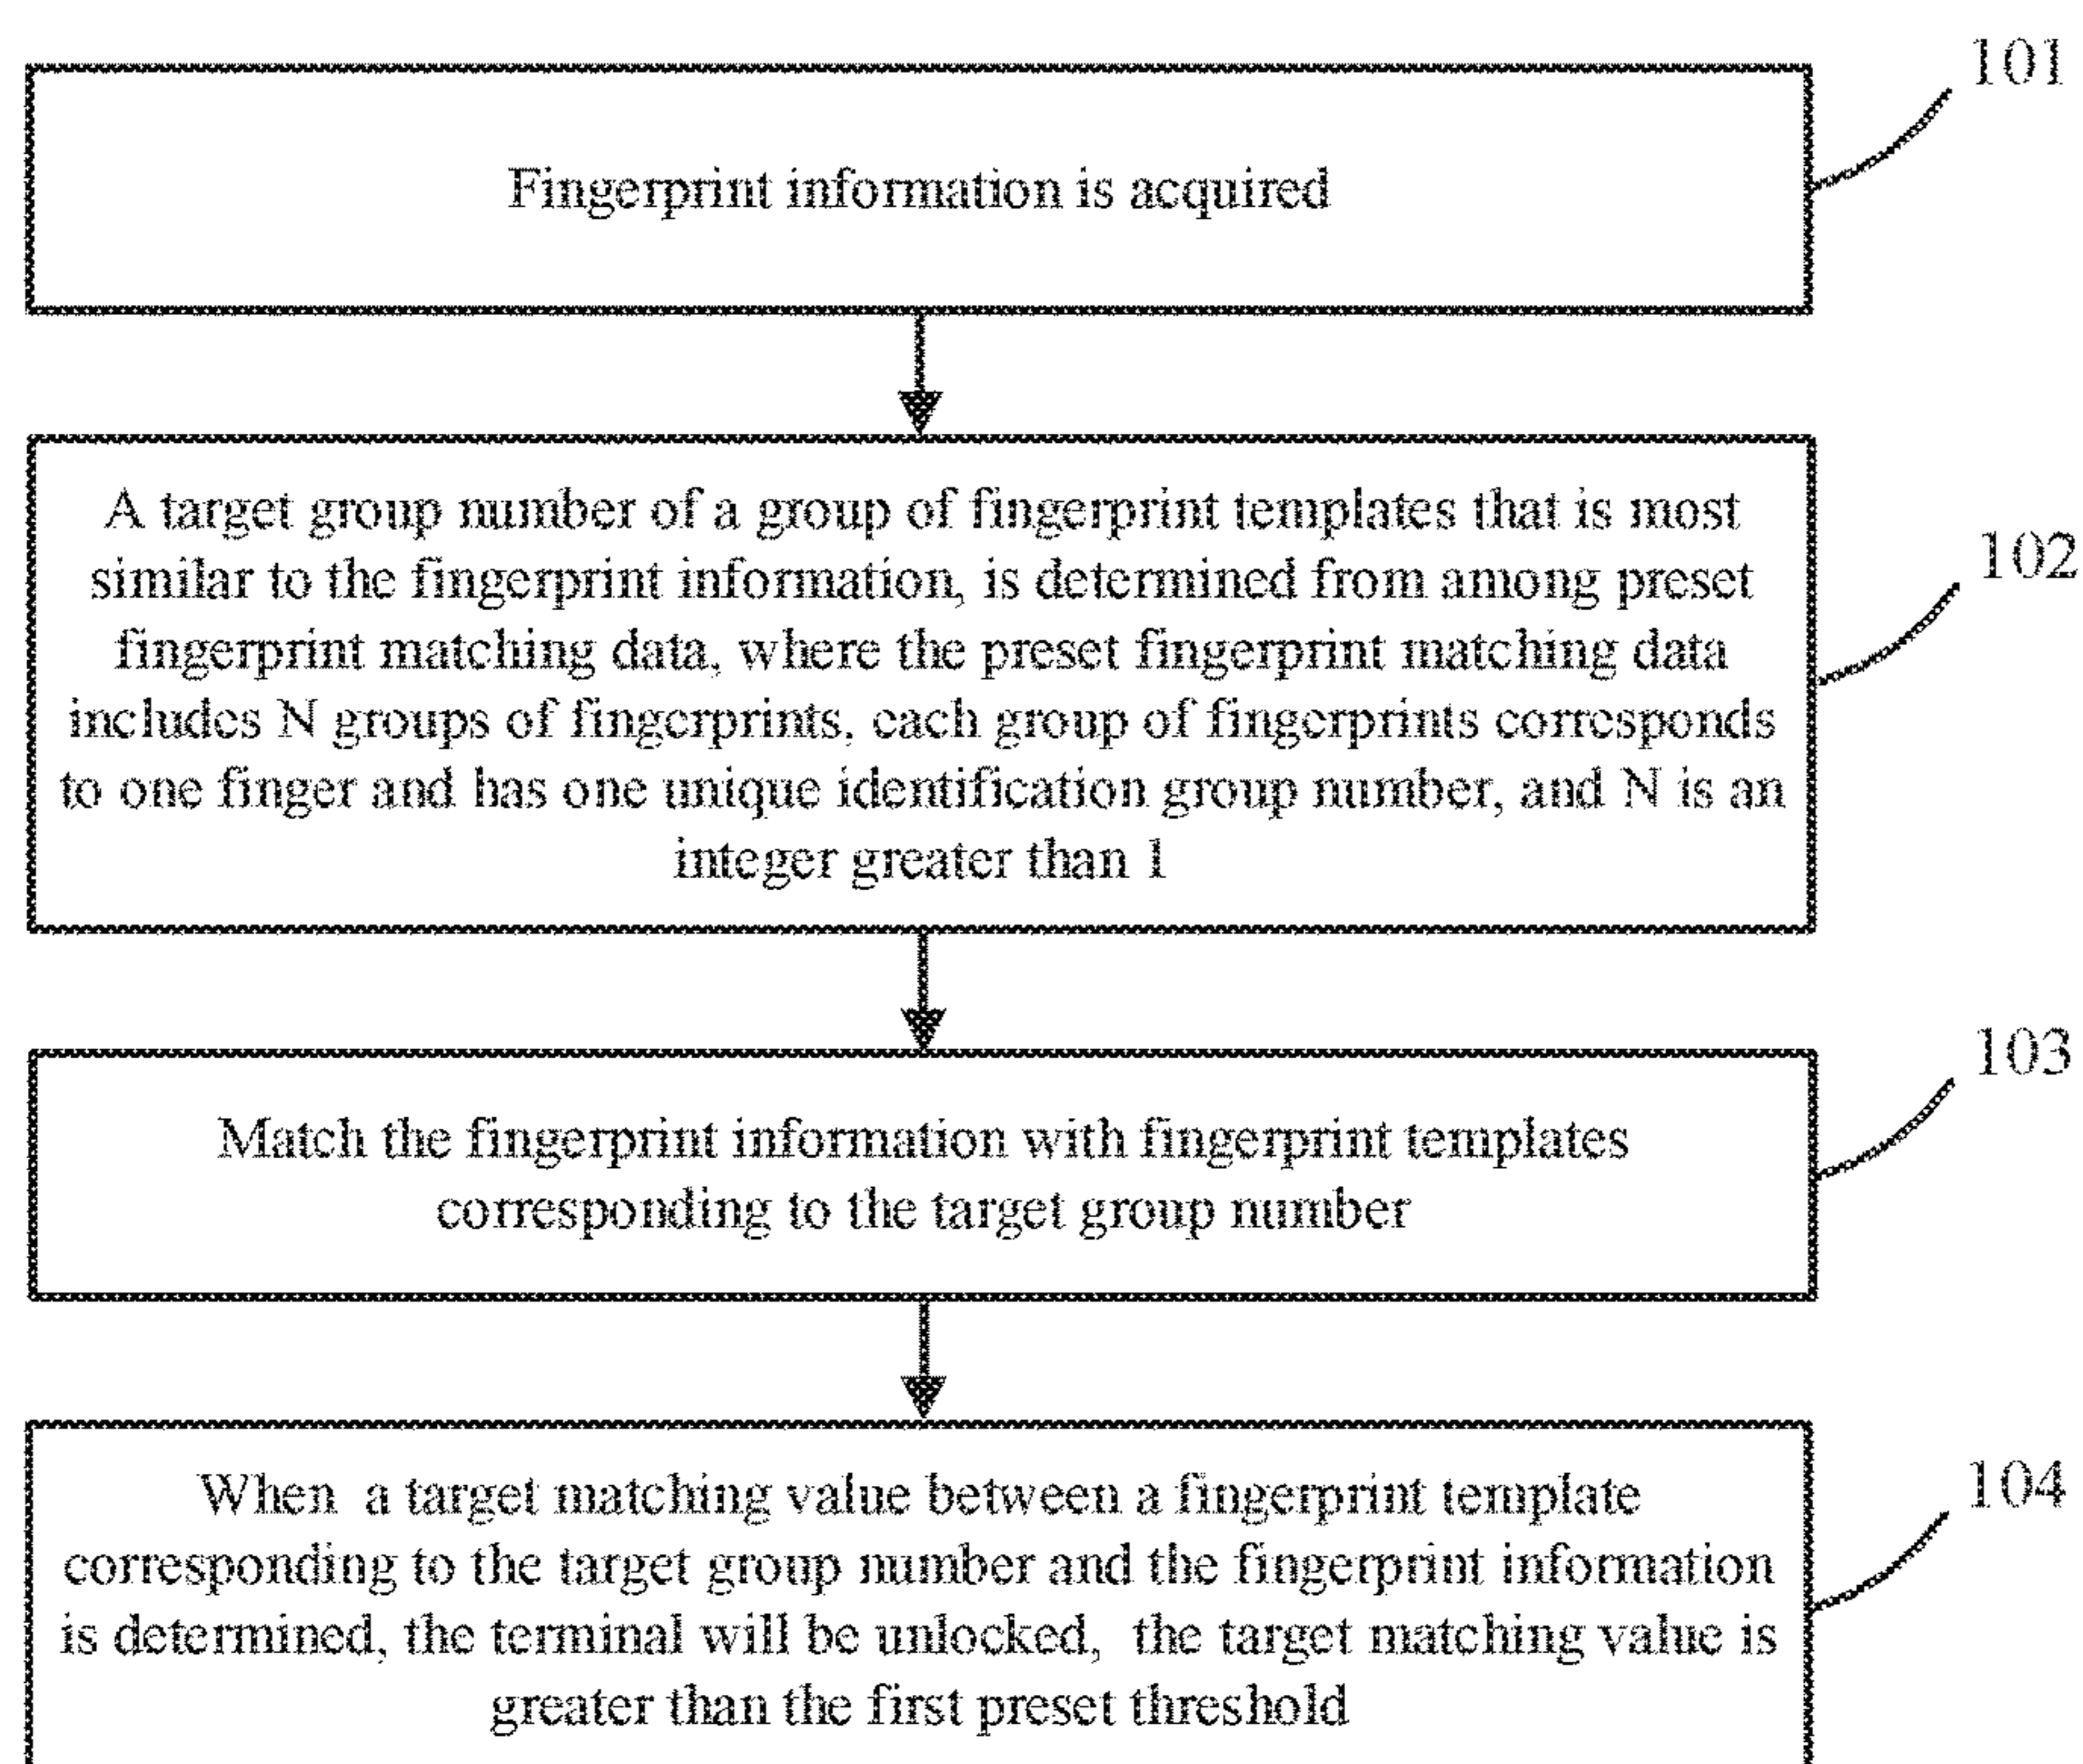 101
Fingerprint information is acquired
A target group number of a group of fingerprint templates that is most
similar to the fingerprint information, is determined from among preset
fingerprint matching data, where the preset fingerprint matching data
includes N groups of fingerprints, each group of fingerprints corresponds
to one finger and has one unique identification group number, and N is an
integer greater than 1
102
Match the fingerprint information with fingerprint templates
corresponding to the target group number
103
When a target matching value between a fingerprint template
corresponding to the target group number and the fingerprint information
is determined, the terminal will be unlocked, the target matching value is
greater than the first preset threshold
104